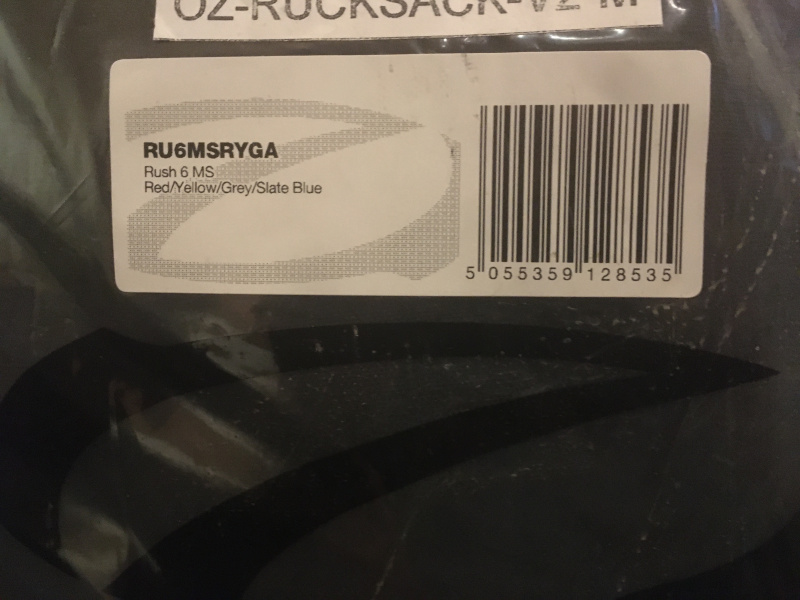 OZ-RUCKSACK-V2 M
RU6MSRYGA
Rush 6 MS
Red/Yellow/Grey/Slate Blue
5 055359 128535